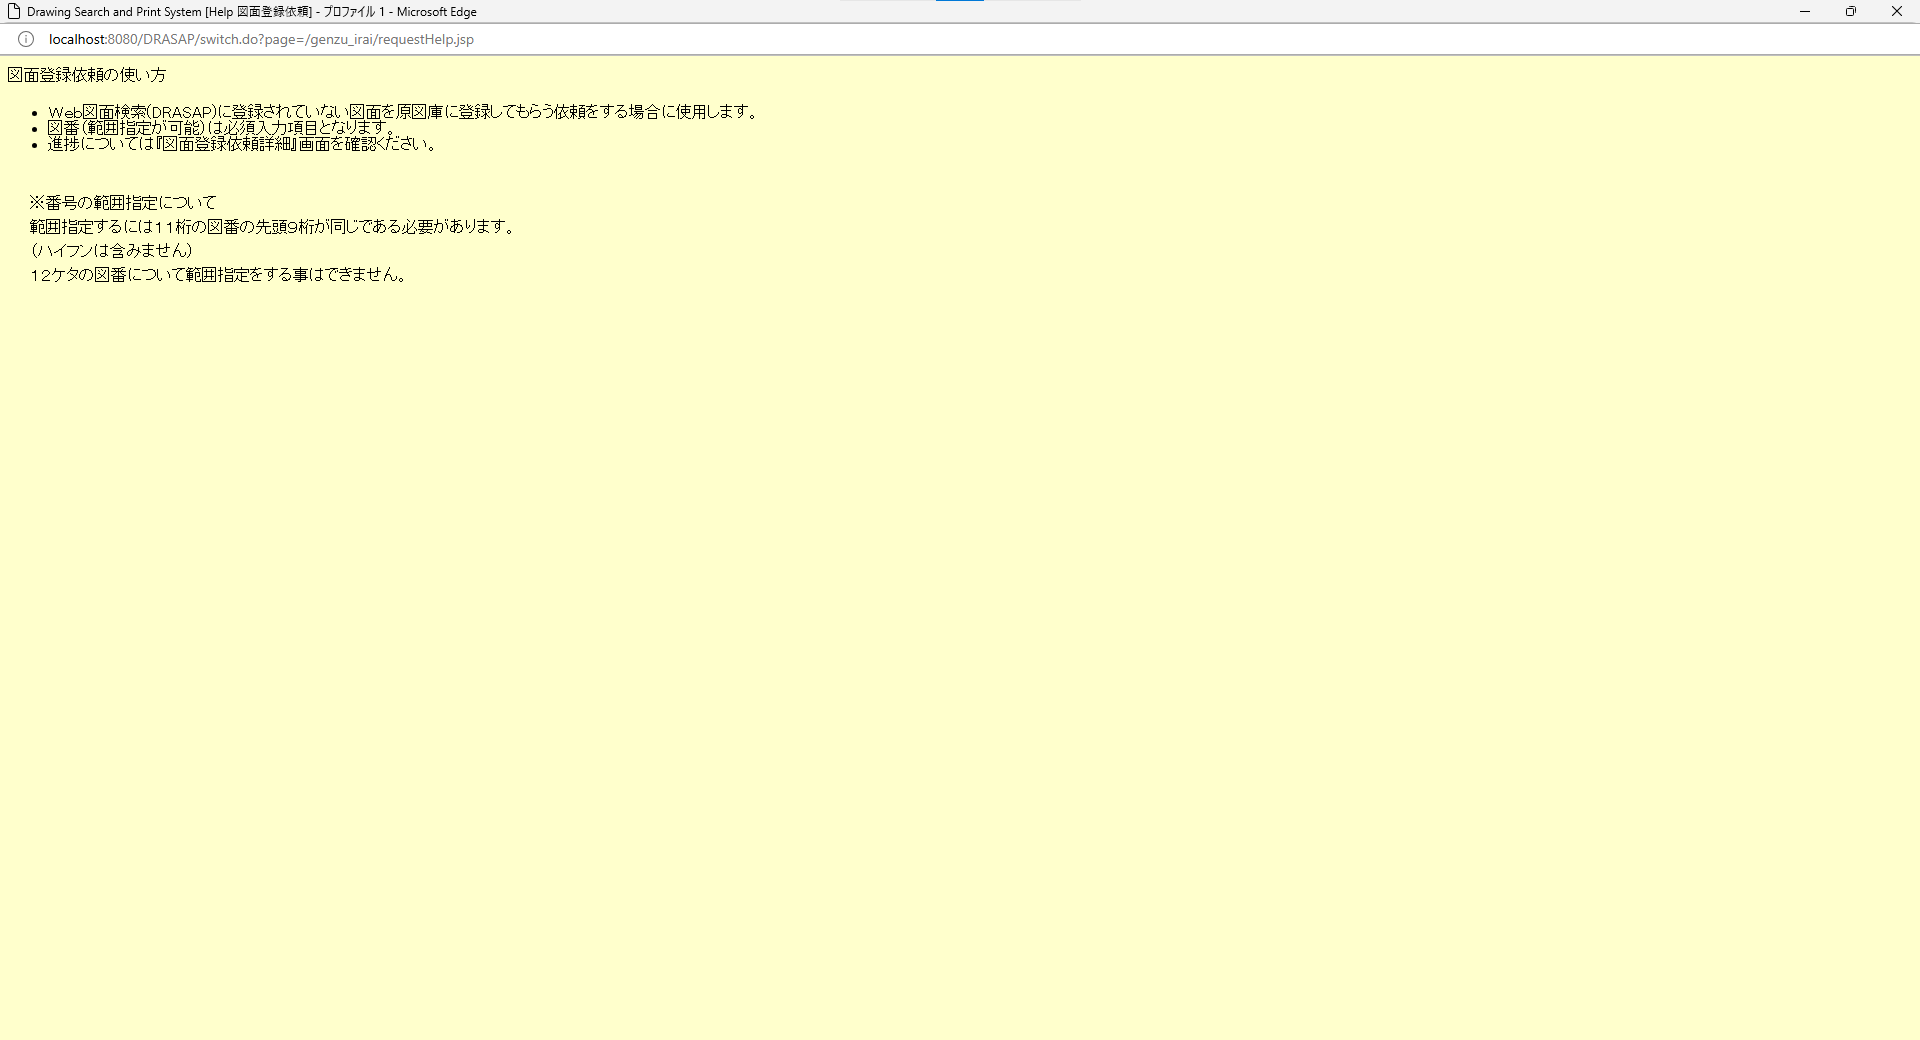 Drawing Search and Print System [Help 図面登録依頼] - プロファイル 1 - Microsoft Edge
localhost:8080/DRASAP/switch.do?page=/genzu_irai/requestHelp.jsp
図面登録依頼の使い方
• Web図面検索(DRASAP)に登録されていない図面を原図庫に登録してもらう依頼をする場合に使用します。
• 図番(範囲指定が可能)は必須入力項目となります。
• 進捗については『図面登録依頼詳細』画面を確認ください。
※番号の範囲指定について
範囲指定するには11桁の図番の先頭9桁が同じである必要があります。
(ハイフンは含みません)
12ケタの図番について範囲指定をする事はできません。